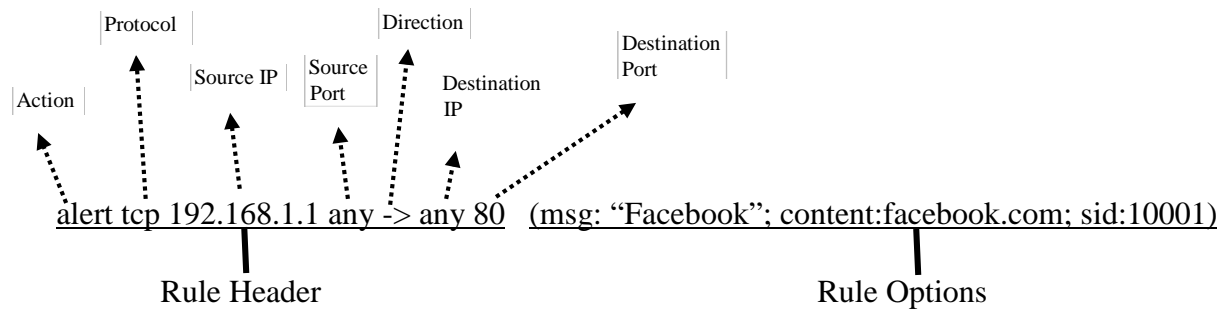 Protocol
Direction
Destination
Port
Source IP
Source
Port
Destination
IP
Action
alert tcp 192.168.1.1 any -> any 80 (msg: “Facebook”; content:facebook.com; sid:10001)
Rule Header
Rule Options